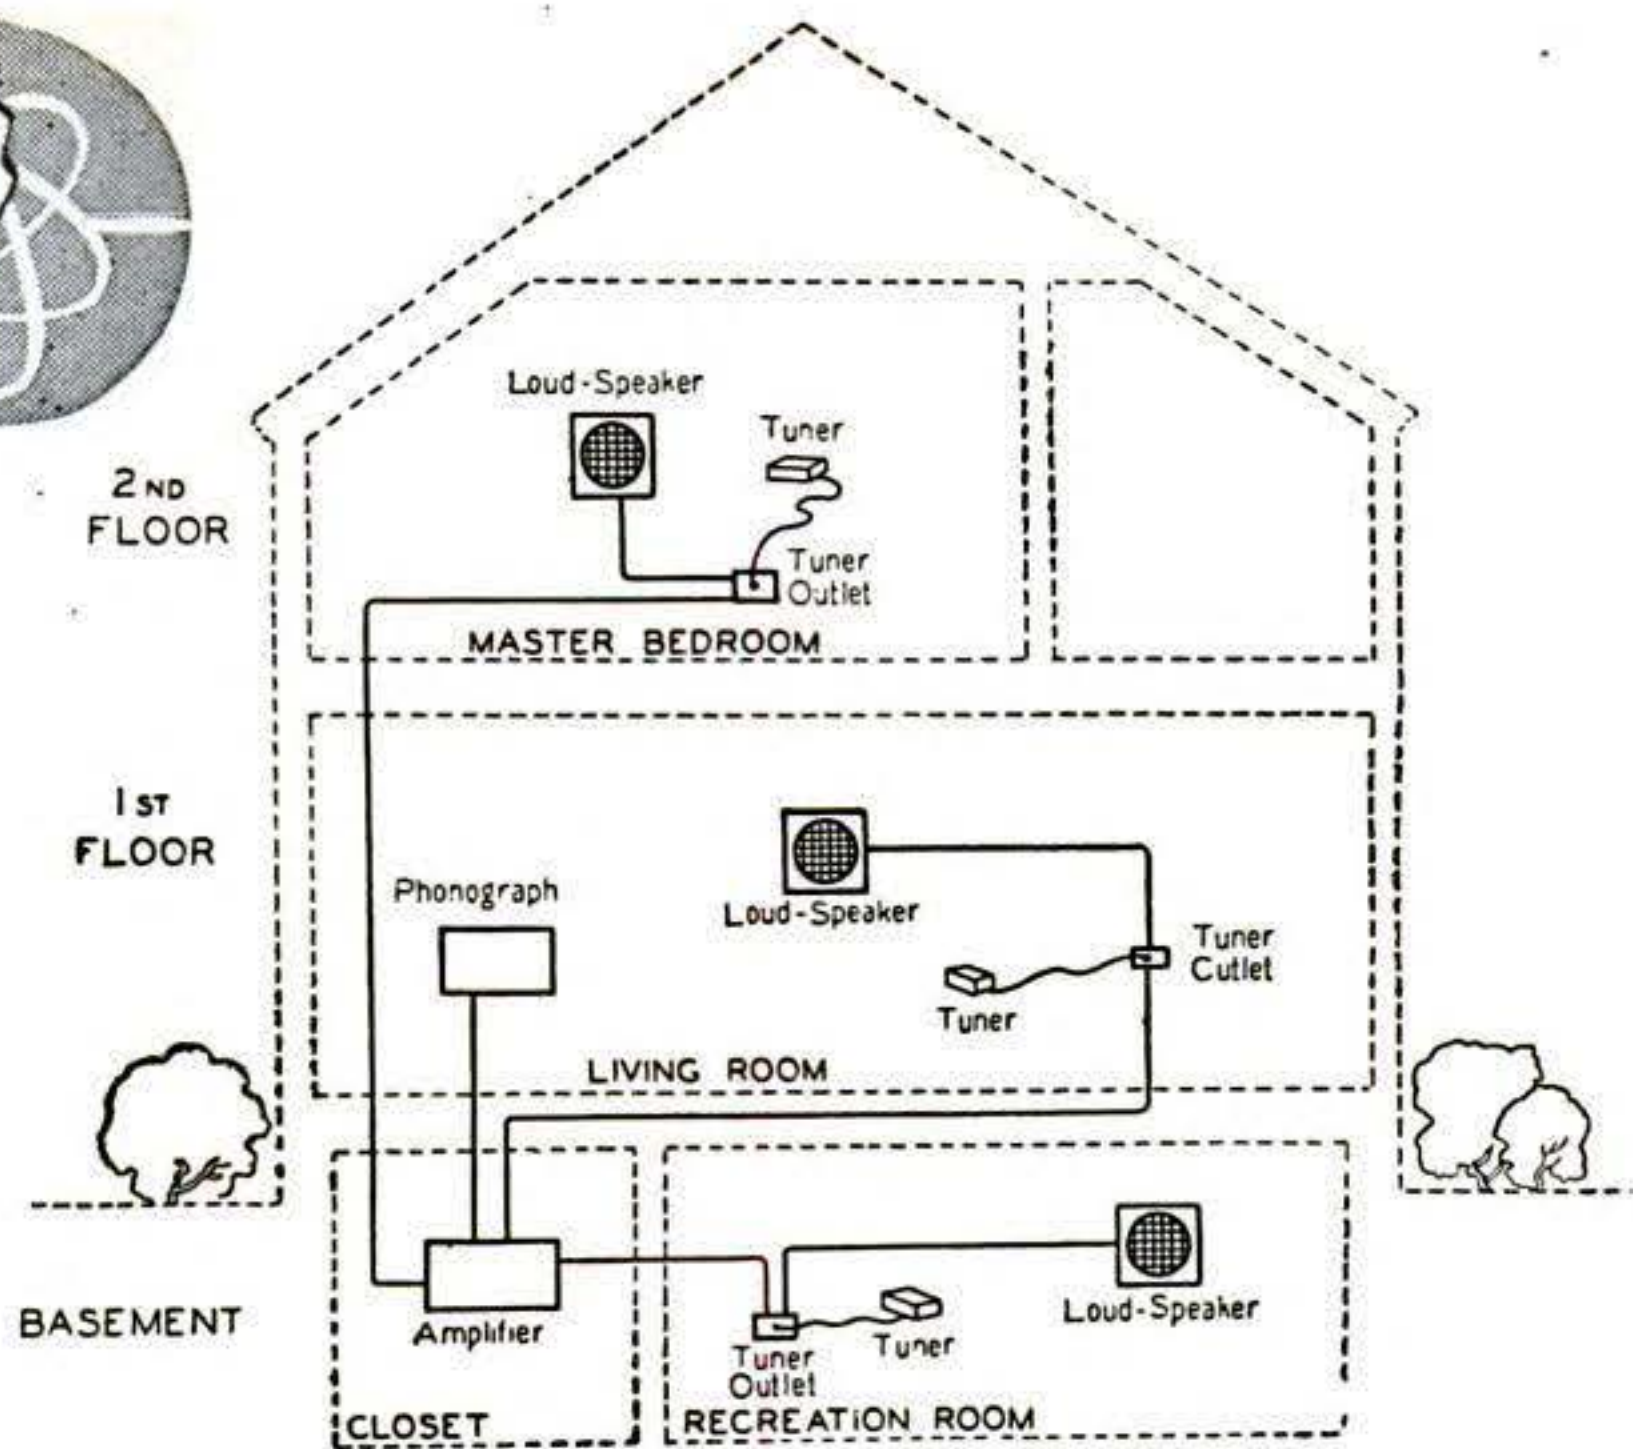 Loud-Speaker
Tuner
2ND
FLOOR
Tuner
Outlet
MASTER BEDROOM
1ST
FLOOR
Phonograph
Loud-Speaker
Tuner
Cutlet
Tuner
LIVING ROOM
BASEMENT
Amplifier
Loud-Speaker
Tuner
Tuner
Outlet
CLOSET
RECREATION ROOM